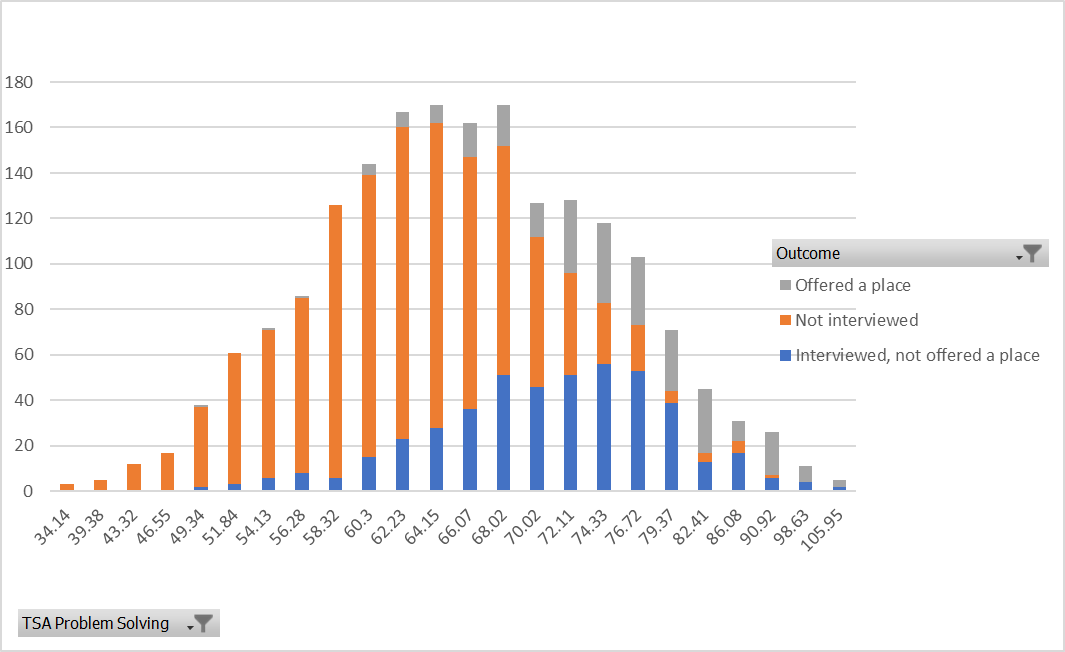 180
160
140
120
100
80
60
40
20
0
34.14 39.38 43.32 46.55 49.34 51.84 54.13 56.28 58.32 60.3 62.23 64.15 66.07 68.02 70.02 72.11 74.33 76.72 79.37 82.41 86.08 90.92 98.63 105.95
Outcome
Offered a place
Not interviewed
Interviewed, not offered a place
TSA Problem Solving